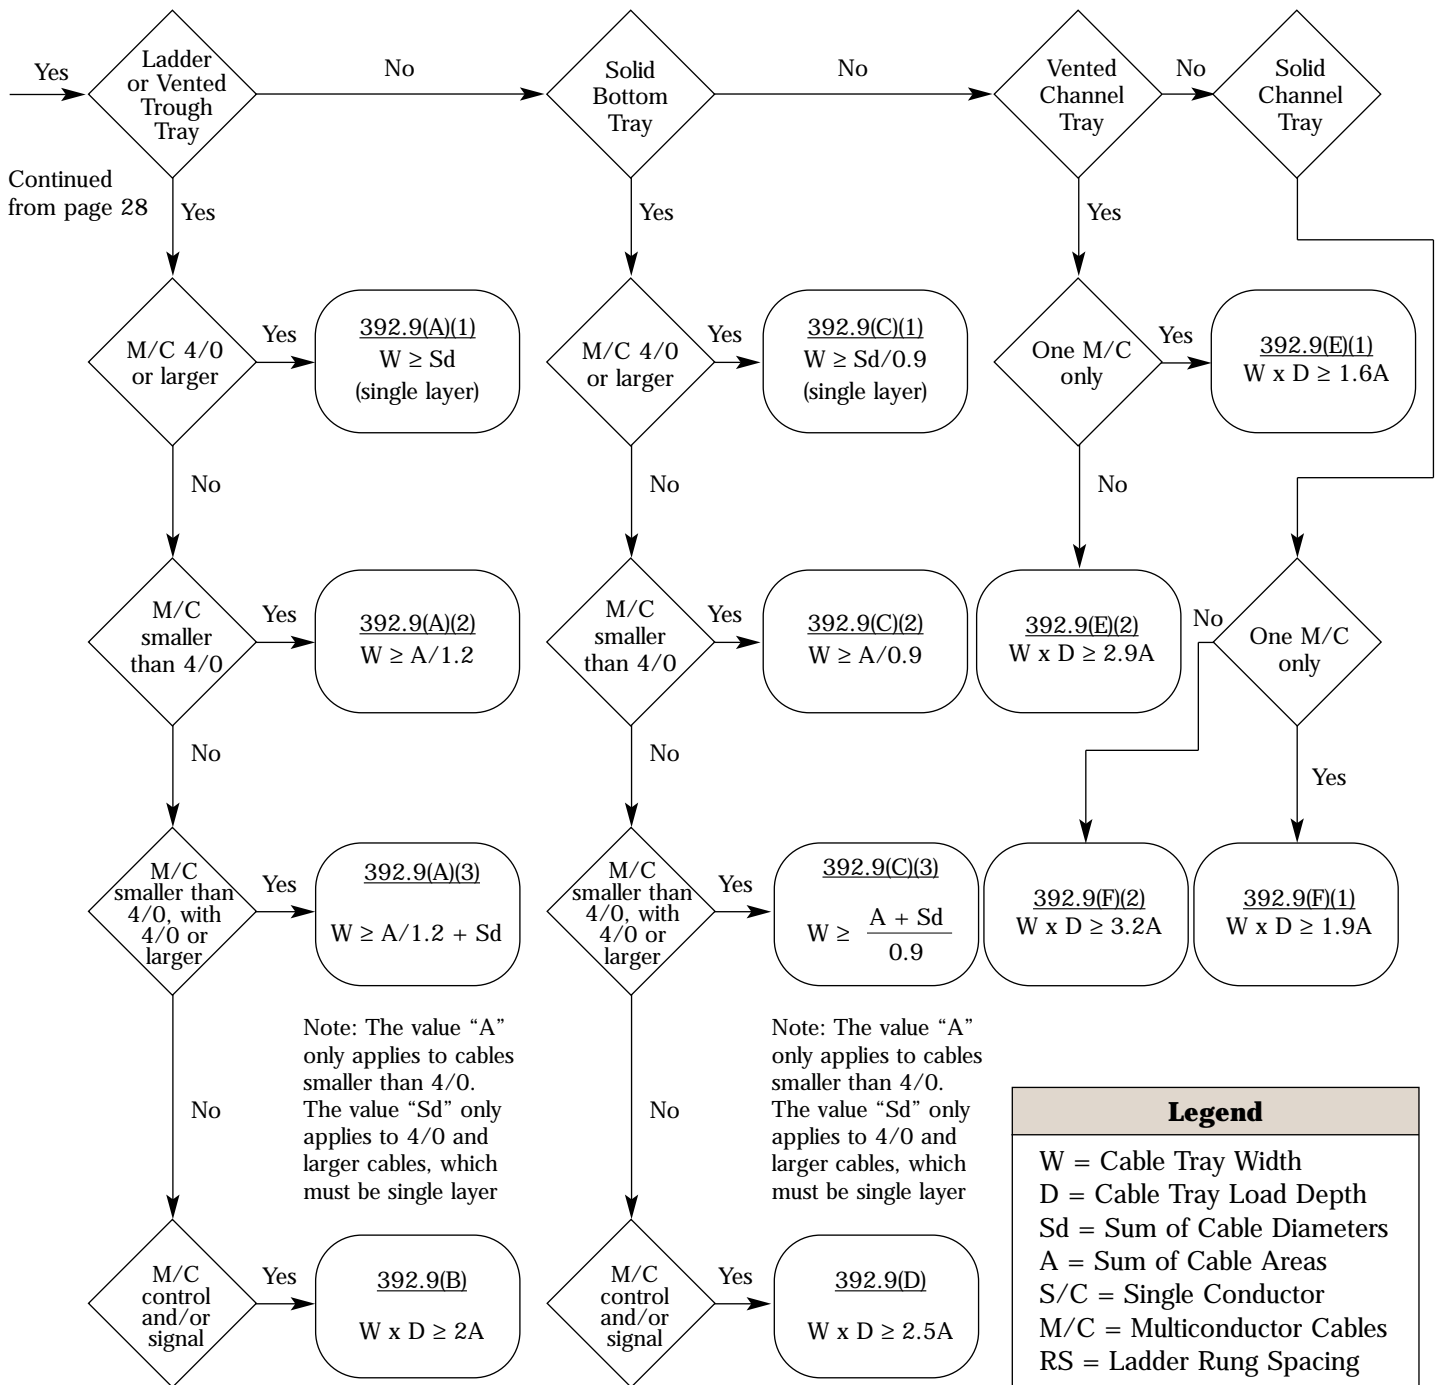 Yes
Ladder
or Vented
Trough
Tray
No
Solid
Bottom
Tray
No
Vented
Channel
Tray
No
Solid
Channel
Tray
Continued
from page 28
Yes
Yes
Yes
M/C 4/0
or larger
Yes
392.9(A)(1)
W ≥ Sd
(single layer)
M/C 4/0
or larger
Yes
392.9(C)(1)
W ≥ Sd/0.9
(single layer)
One M/C
only
Yes
392.9(E)(1)
W x D ≥ 1.6A
No
No
No
M/C
smaller
than 4/0
Yes
392.9(A)(2)
W ≥ A/1.2
M/C
smaller
than 4/0
Yes
392.9(C)(2)
W ≥ A/0.9
392.9(E)(2)
W x D ≥ 2.9A
No
One M/C
only
No
No
Yes
M/C
smaller than
4/0, with
4/0 or
larger
Yes
392.9(A)(3)
W ≥ A/1.2 + Sd
M/C
smaller than
4/0, with
4/0 or
larger
Yes
392.9(C)(3)
W ≥ A + Sd
0.9
392.9(F)(2)
W x D ≥ 3.2A
392.9(F)(1)
W x D ≥ 1.9A
No
Note: The value “A”
only applies to cables
smaller than 4/0.
The value “Sd” only
applies to 4/0 and
larger cables, which
must be single layer
No
Note: The value “A”
only applies to cables
smaller than 4/0.
The value “Sd” only
applies to 4/0 and
larger cables, which
must be single layer
M/C
control
and/or
signal
Yes
392.9(B)
W x D ≥ 2A
M/C
control
and/or
signal
Yes
392.9(D)
W x D ≥ 2.5A
Legend
W = Cable Tray Width
D = Cable Tray Load Depth
Sd = Sum of Cable Diameters
A = Sum of Cable Areas
S/C = Single Conductor
M/C = Multiconductor Cables
RS = Ladder Rung Spacing